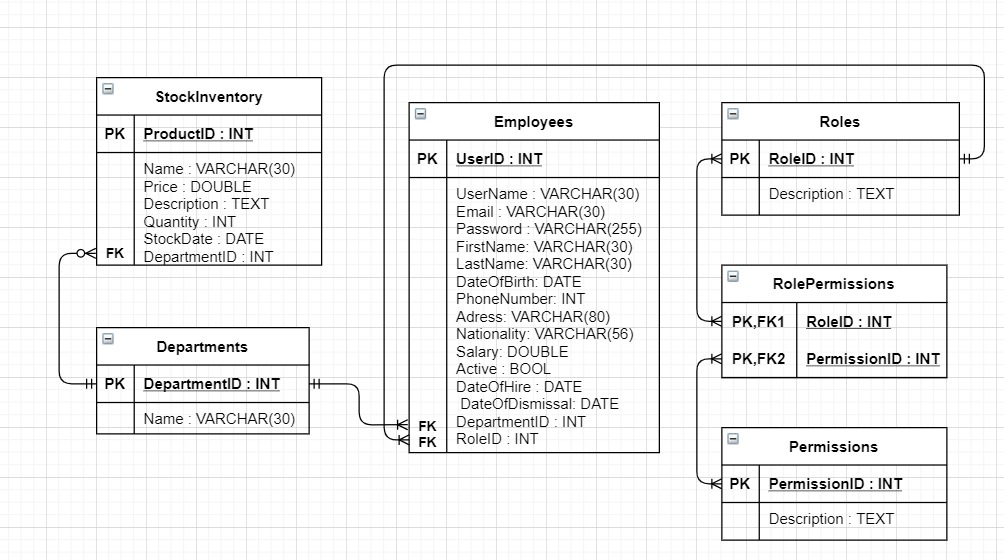 StockInventory
PK ProductID : INT
Name : VARCHAR(30)
Price : DOUBLE
Description : TEXT
Quantity : INT
StockDate : DATE
FK DepartmentID : INT
Departments
PK DepartmentID : INT
Name : VARCHAR(30)
Employees
PK UserID : INT
UserName : VARCHAR(30)
Email : VARCHAR(30)
Password : VARCHAR(255)
FirstName: VARCHAR(30)
LastName: VARCHAR(30)
DateOfBirth: DATE
PhoneNumber: INT
Adress: VARCHAR(80)
Nationality: VARCHAR(56)
Salary: DOUBLE
Active : BOOL
DateOfHire : DATE
DateOfDismissal: DATE
FK DepartmentID : INT
FK RoleID : INT
Roles
PK RoleID : INT
Description : TEXT
RolePermissions
PK,FK1 RoleID : INT
PK,FK2 PermissionID : INT
Permissions
PK PermissionID : INT
Description : TEXT